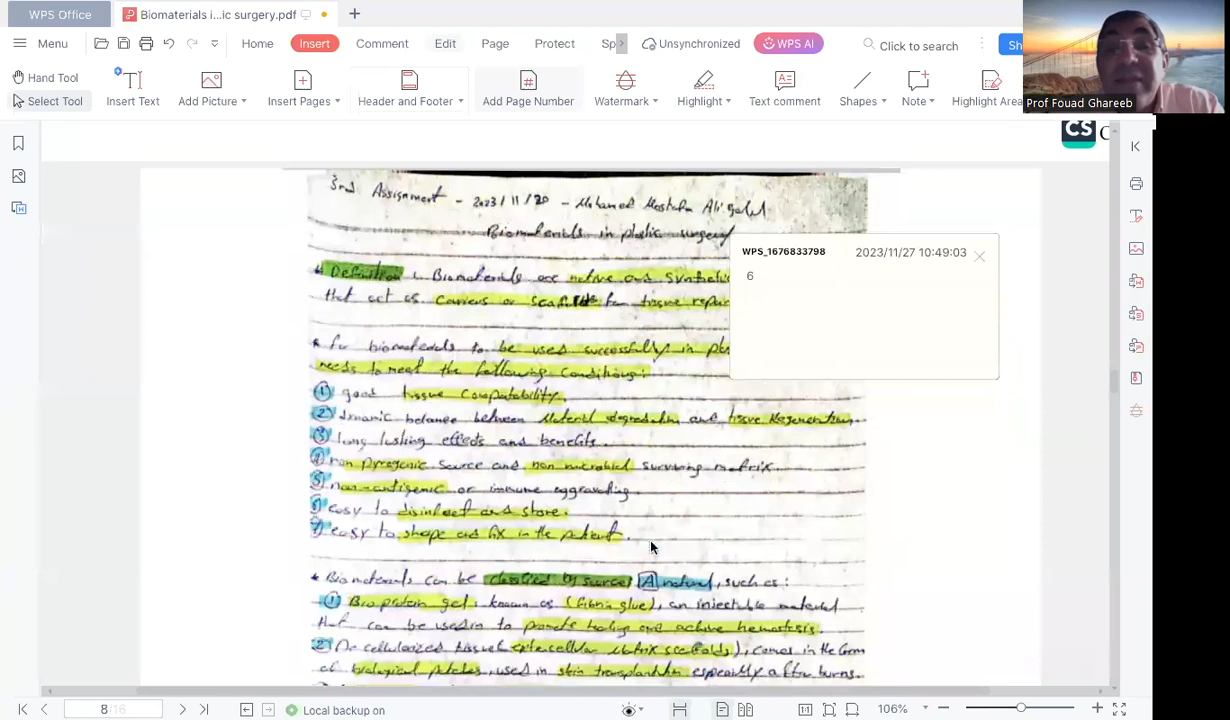 WPS Office
Biomaterials i...ic surgery.pdf
Menu
Home
Insert
Comment
Edit
Page
Protect
Sp
Unsynchronized
WPS AI
Click to search
Sh
Hand Tool
Select Tool
Insert Text
Add Picture
Insert Pages
Header and Footer
Add Page Number
Watermark
Highlight
Text comment
Shapes
Note
Highlight Area
Prof Fouad Ghareeb
CS C
3rd Assignment - 2023/11/20 - Mohamed Mostafa Ali
Biomaterials in plastic surgery
WPS_1676833798 2023/11/27 10:49:03
6
* Definition: Biomaterials are native and synthetic
that act as carriers or scaffolds for tissue repair
* for biomaterials to be used successfully in pla
needs to meet the following conditions:
① good tissue compatability.
② dynamic balance between Material degradation and tissue Regeneration.
③ long lasting effects and benefits.
④ non pyrogenic source and non microbial surviving matrix.
⑤ non-antigenic or immune aggravating.
⑥ easy to disinfect and store.
⑦ easy to shape and fix in the patient.
* Biomaterials can be classified by source A natural, such as:
① Bioprotein gel: known as (fibrin glue), an injectable material
that can be used in to promote healing and achieve hemostasis.
② Decellularized tissue (extracellular matrix scaffolds), comes in the form
of biological patches, used in skin transplantation especially after burns.
8/16
Local backup on
106%